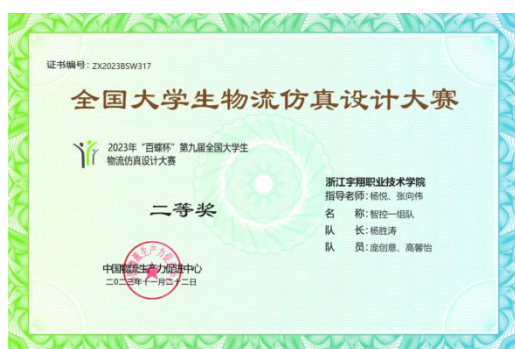 证书编号：ZX2023BSW317
全国大学生物流仿真设计大赛
2023年“百蝶杯”第九届全国大学生
物流仿真设计大赛
二等奖
浙江宇翔职业技术学院
指导老师：杨悦、张向伟
名 称：智控一组队
队 长：杨胜涛
队 员：庞创意、高馨怡
中国物流生产力促进中心
二〇二三年十一月二十二日